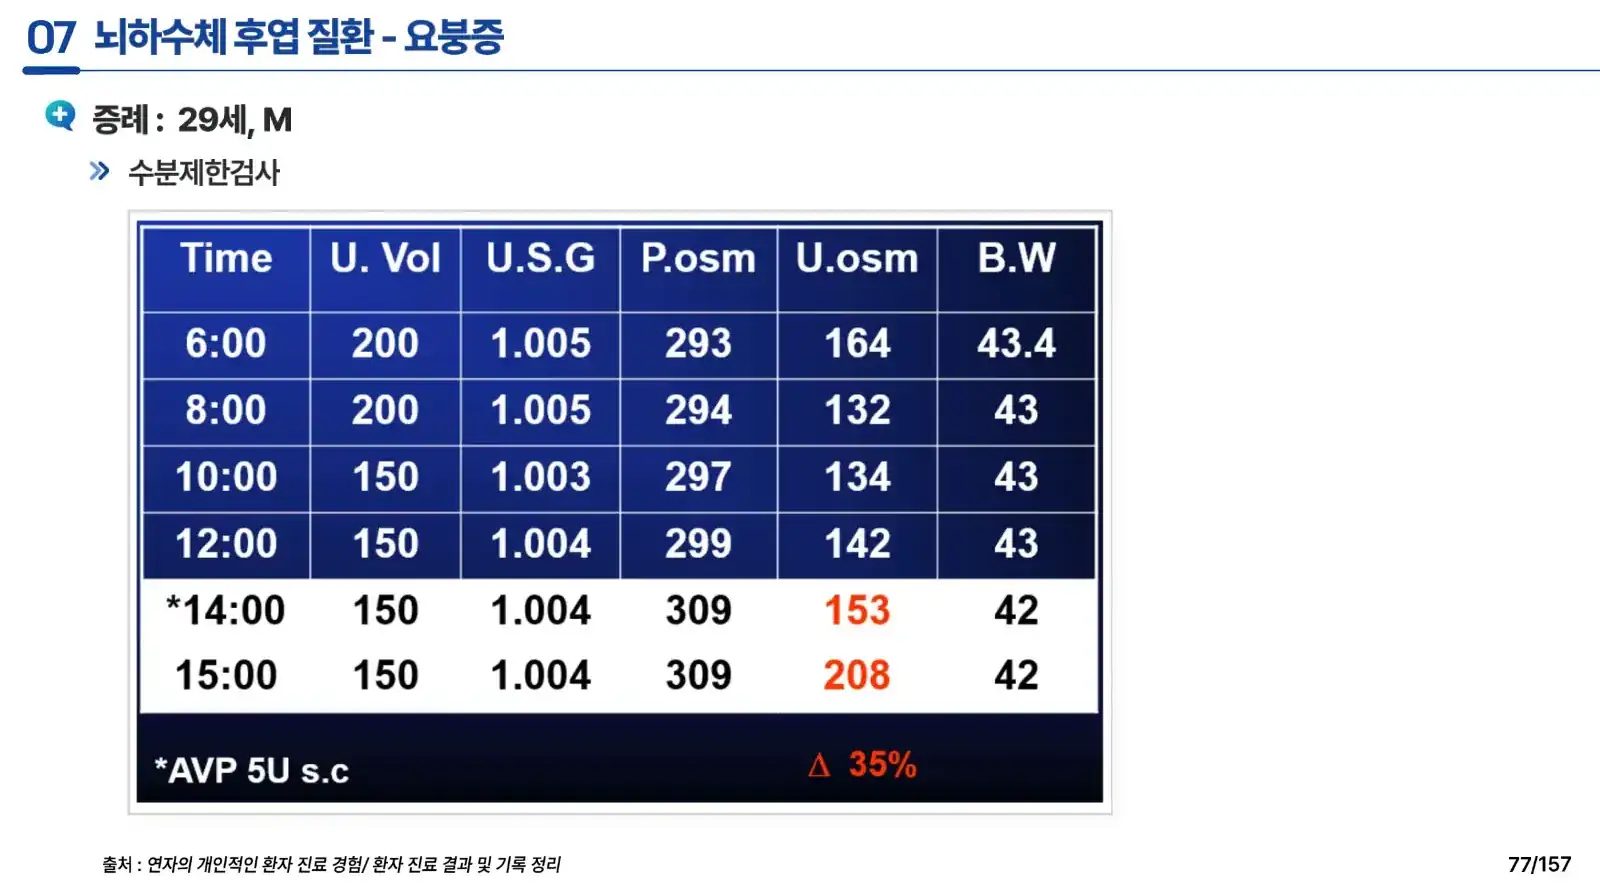 07 뇌하수체 후엽 질환 - 요붕증
증례 : 29세, M
수분제한검사
Time U. Vol U.S.G P.osm U.osm B.W
6:00 200 1.005 293 164 43.4
8:00 200 1.005 294 132 43
10:00 150 1.003 297 134 43
12:00 150 1.004 299 142 43
*14:00 150 1.004 309 153 42
15:00 150 1.004 309 208 42
*AVP 5U s.c Δ 35%
출처 : 연자의 개인적인 환자 진료 경험/ 환자 진료 결과 및 기록 정리
77/157